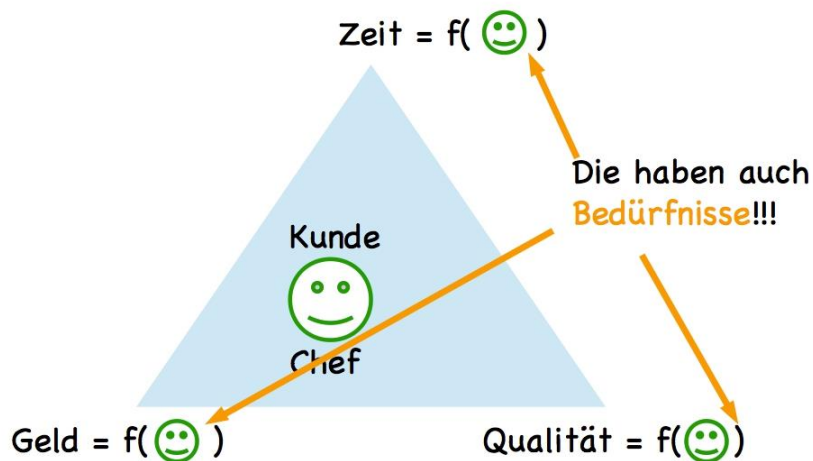 Zeit = f( )
Die haben auch
Bedürfnisse!!!
Kunde
Chef
Geld = f( )
Qualität = f( )